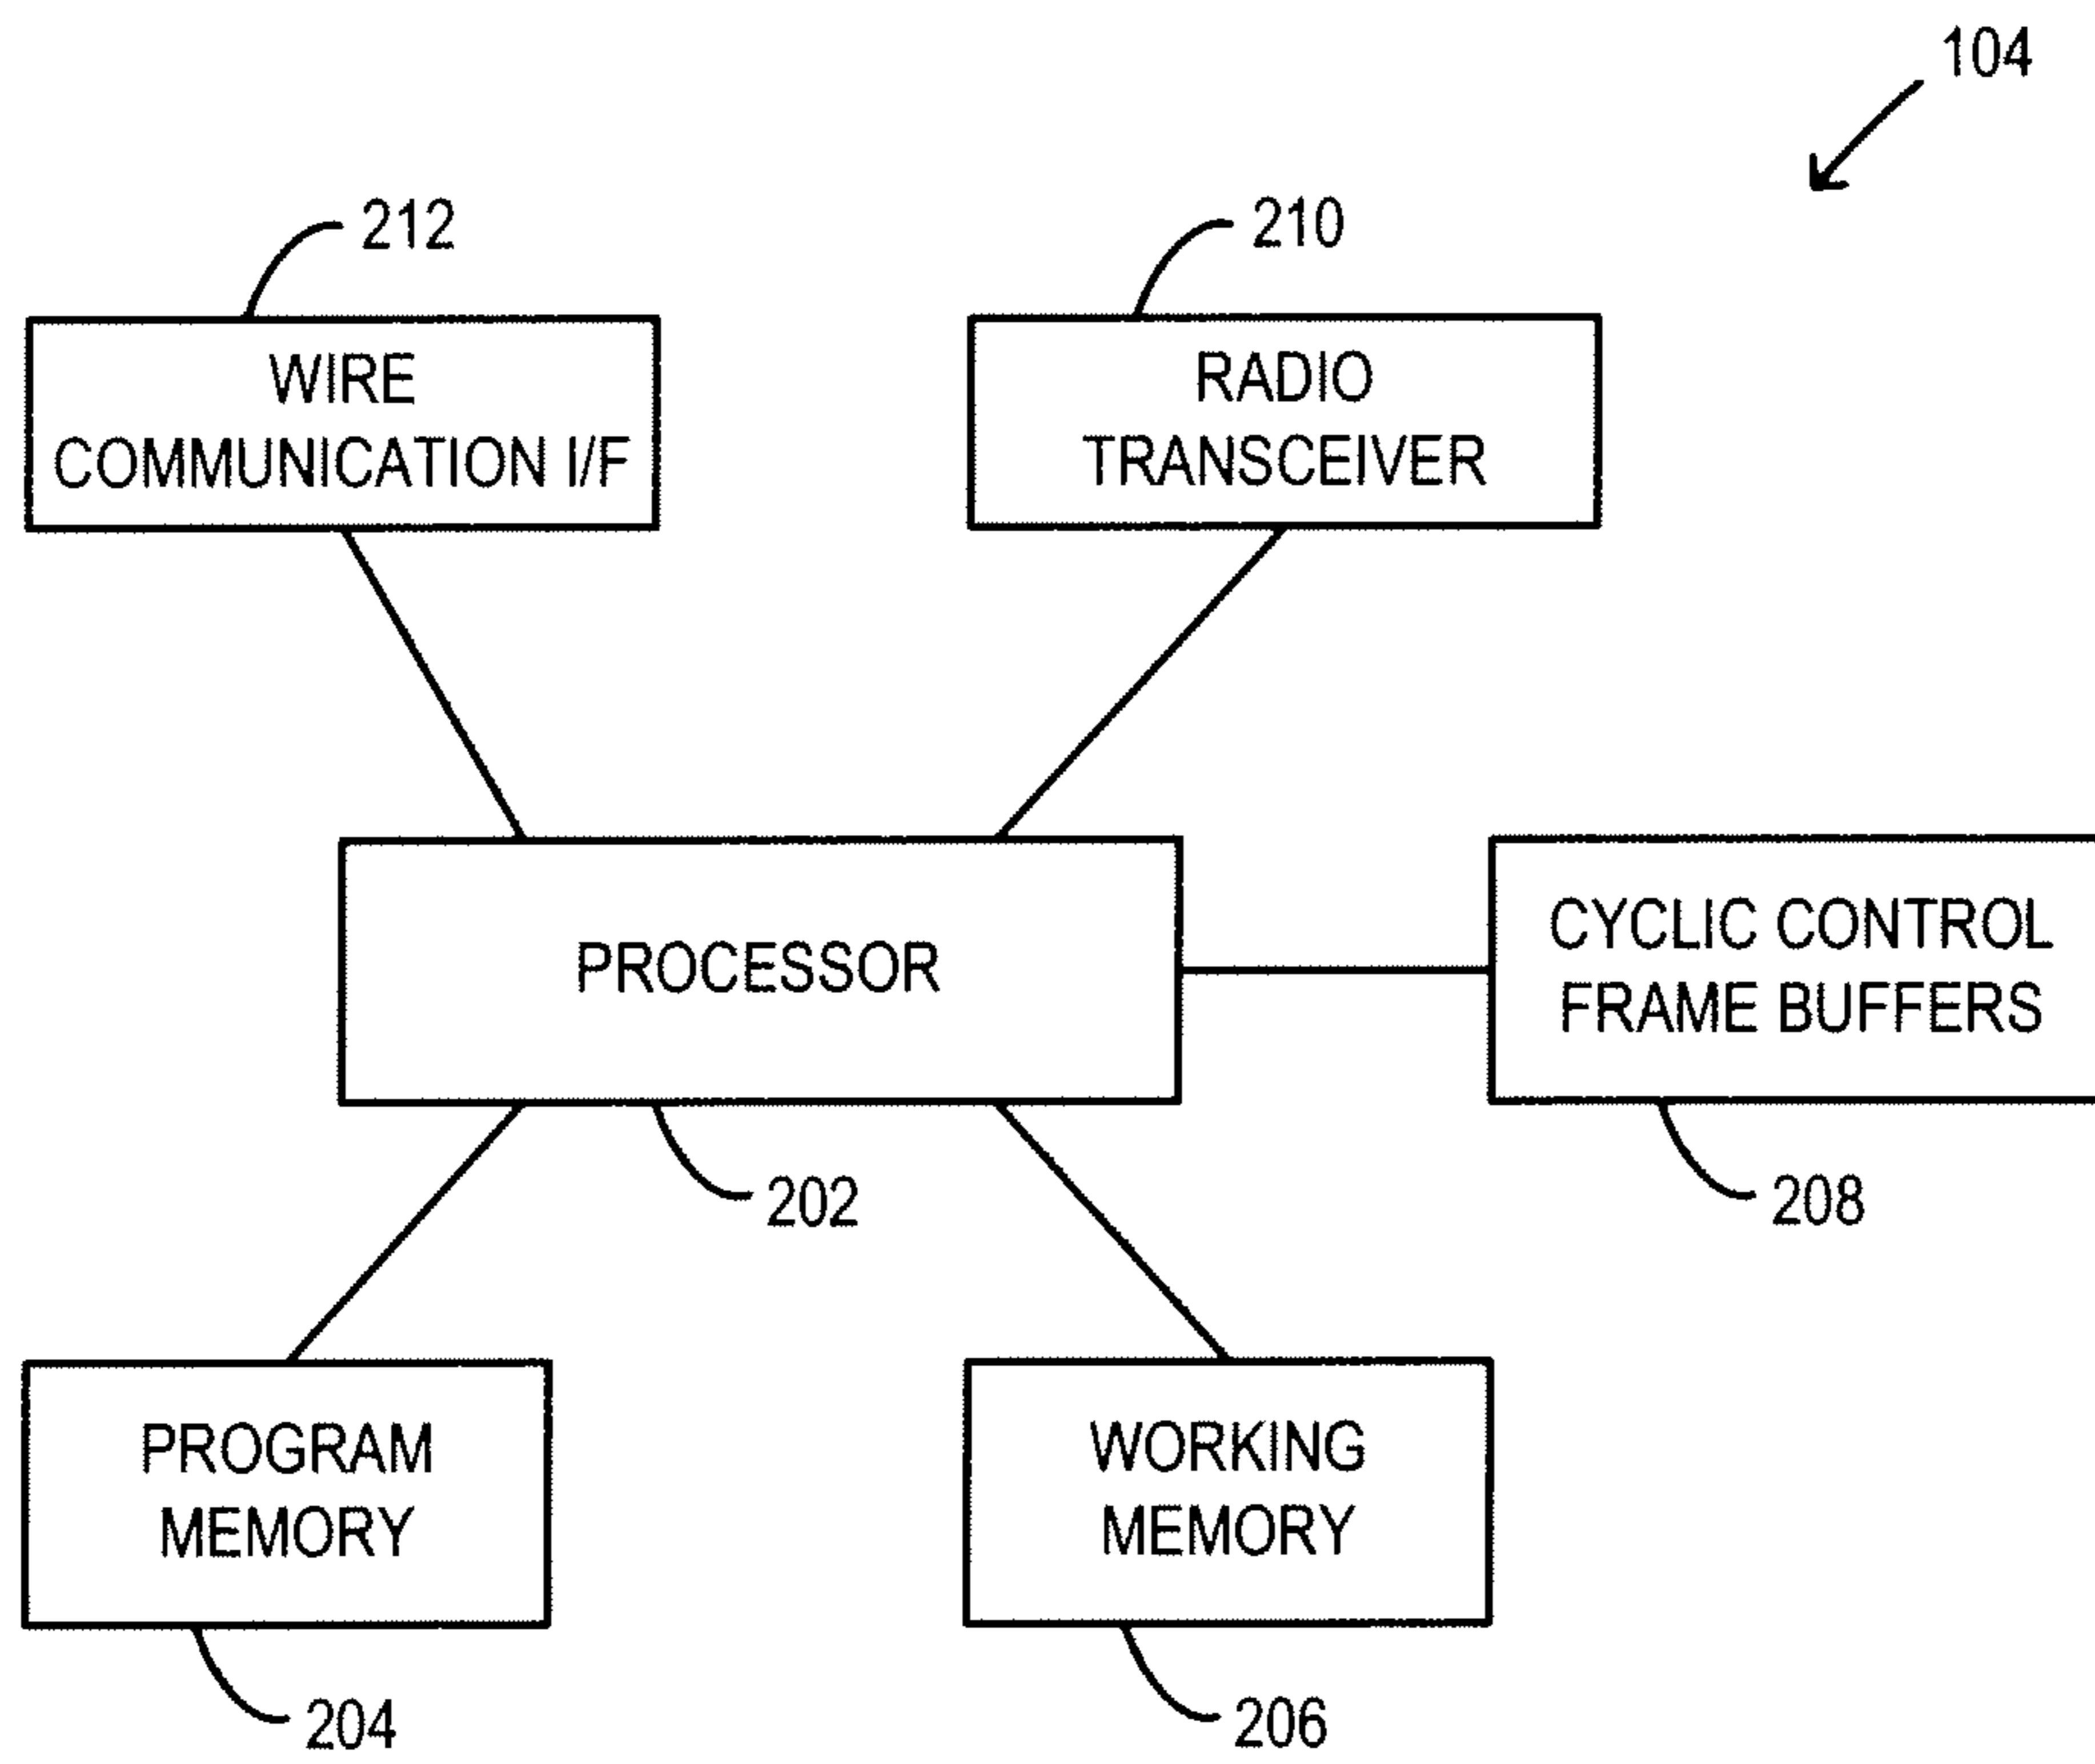 104
212
210
WIRE
COMMUNICATION I/F
RADIO
TRANSCEIVER
PROCESSOR
CYCLIC CONTROL
FRAME BUFFERS
202
208
PROGRAM
MEMORY
WORKING
MEMORY
204
206